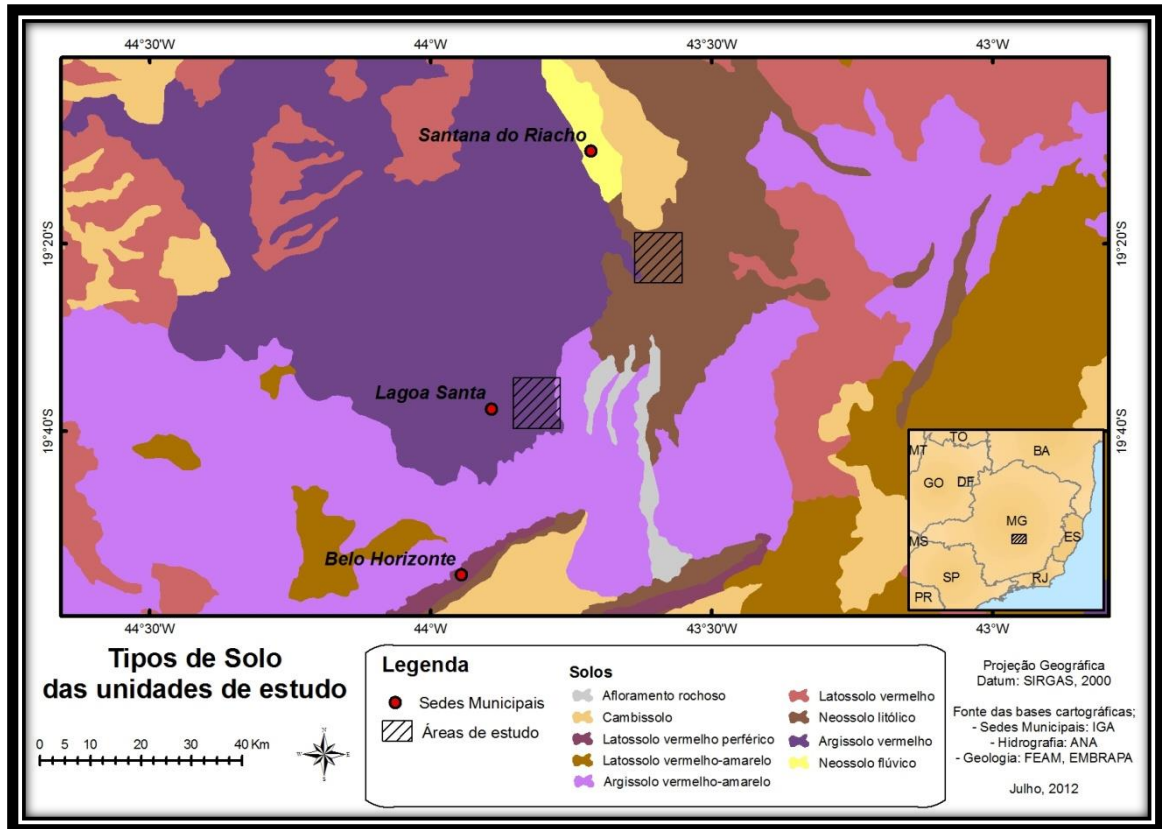 44°30'W
44°W
43°30'W
43°W
Santana do Riacho
19°20'S
19°20'S
Lagoa Santa
19°40'S
19°40'S
Belo Horizonte
TO
MT
BA
GO
DF
MG
MS
ES
SP
RJ
PR
44°30'W
44°W
43°30'W
43°W
Tipos de Solo
das unidades de estudo
0 5 10 20 30 40 Km
Legenda
Sedes Municipais
Áreas de estudo
Solos
Afloramento rochoso
Cambissolo
Latossolo vermelho perférico
Latossolo vermelho-amarelo
Argissolo vermelho-amarelo
Latossolo vermelho
Neossolo litólico
Argissolo vermelho
Neossolo flúvico
Projeção Geográfica
Datum: SIRGAS, 2000
Fonte das bases cartográficas;
- Sedes Municipais: IGA
- Hidrografia: ANA
- Geologia: FEAM, EMBRAPA
Julho, 2012